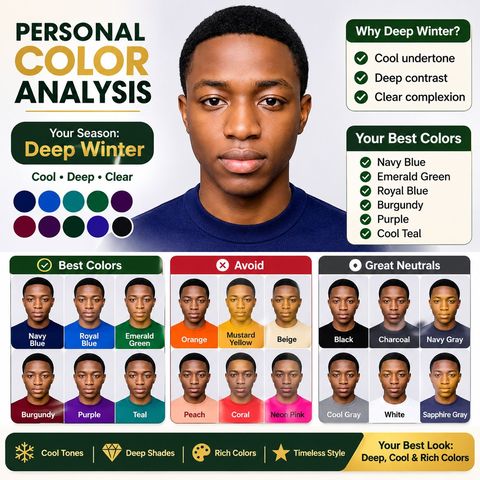 PERSONAL
COLOR
ANALYSIS
Your Season:
Deep Winter
Cool • Deep • Clear
Why Deep Winter?
Cool undertone
Deep contrast
Clear complexion
Your Best Colors
Navy Blue
Emerald Green
Royal Blue
Burgundy
Purple
Cool Teal
Best Colors
Navy
Blue
Royal
Blue
Emerald
Green
Burgundy
Purple
Teal
Avoid
Orange
Mustard
Yellow
Beige
Peach
Coral
Neon Pink
Great Neutrals
Black
Charcoal
Navy Gray
Cool Gray
White
Sapphire Gray
Cool Tones
Deep Shades
Rich Colors
Timeless Style
Your Best Look:
Deep, Cool & Rich Colors